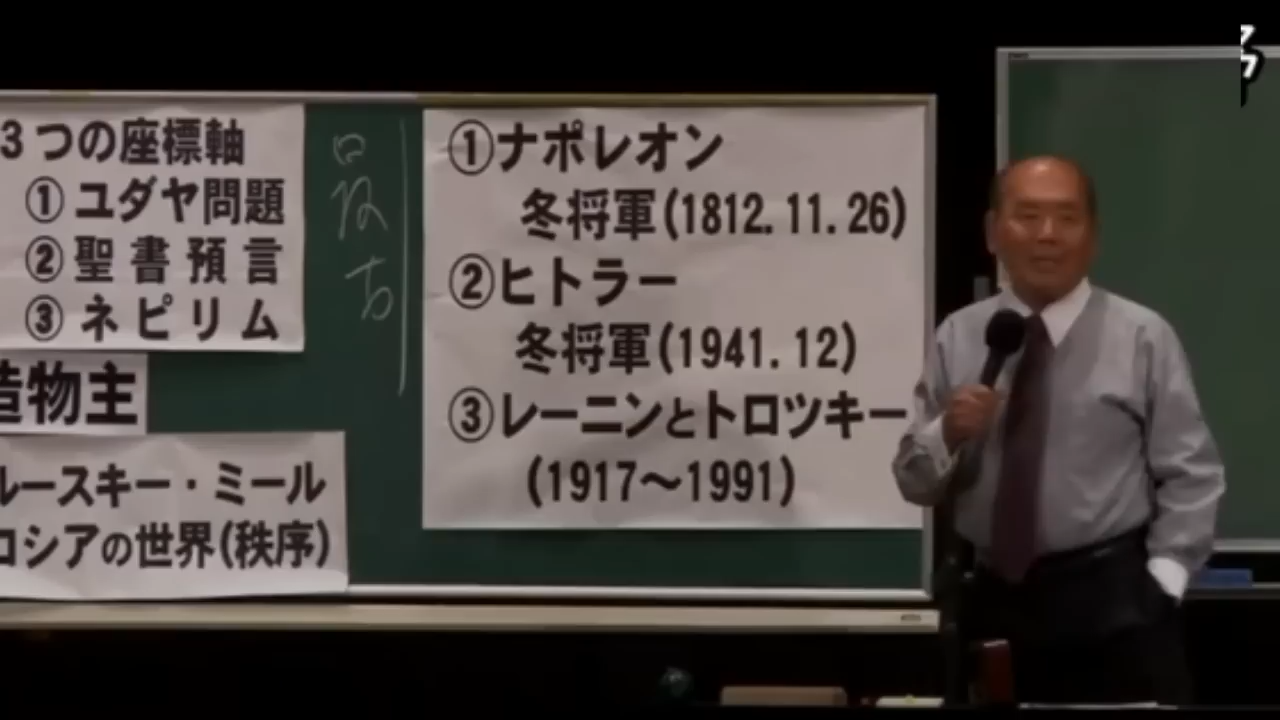 3つの座標軸
①ユダヤ問題
②聖書預言
③ネピリム
造物主
ルースキー・ミール
ロシアの世界(秩序)
①ナポレオン
冬将軍(1812.11.26)
②ヒトラー
冬将軍(1941.12)
③レーニンとトロツキー
(1917〜1991)